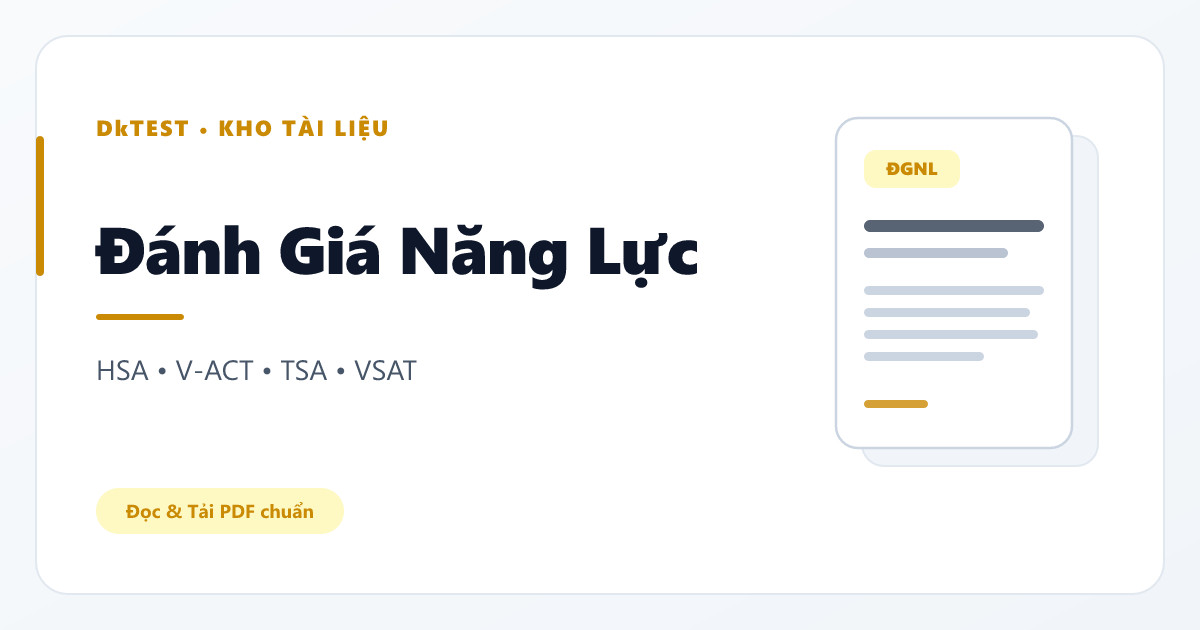 DkTEST • KHO TÀI LIỆU
ĐGNL
Đánh Giá Năng Lực
HSA • V-ACT • TSA • VSAT
Đọc & Tải PDF chuẩn